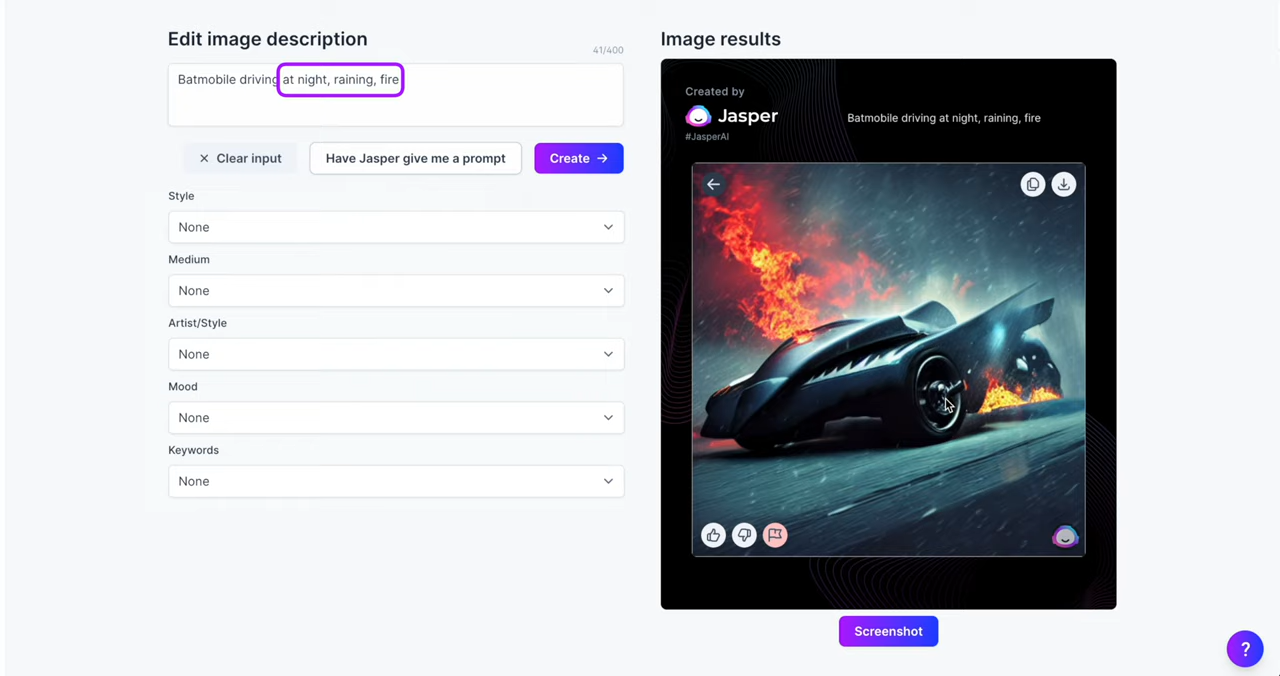 Edit image description
41/400
Batmobile driving at night, raining, fire
Clear input
Have Jasper give me a prompt
Create
Style
None
Medium
None
Artist/Style
None
Mood
None
Keywords
None
Image results
Created by
Jasper
#JasperAI
Batmobile driving at night, raining, fire
Screenshot
?